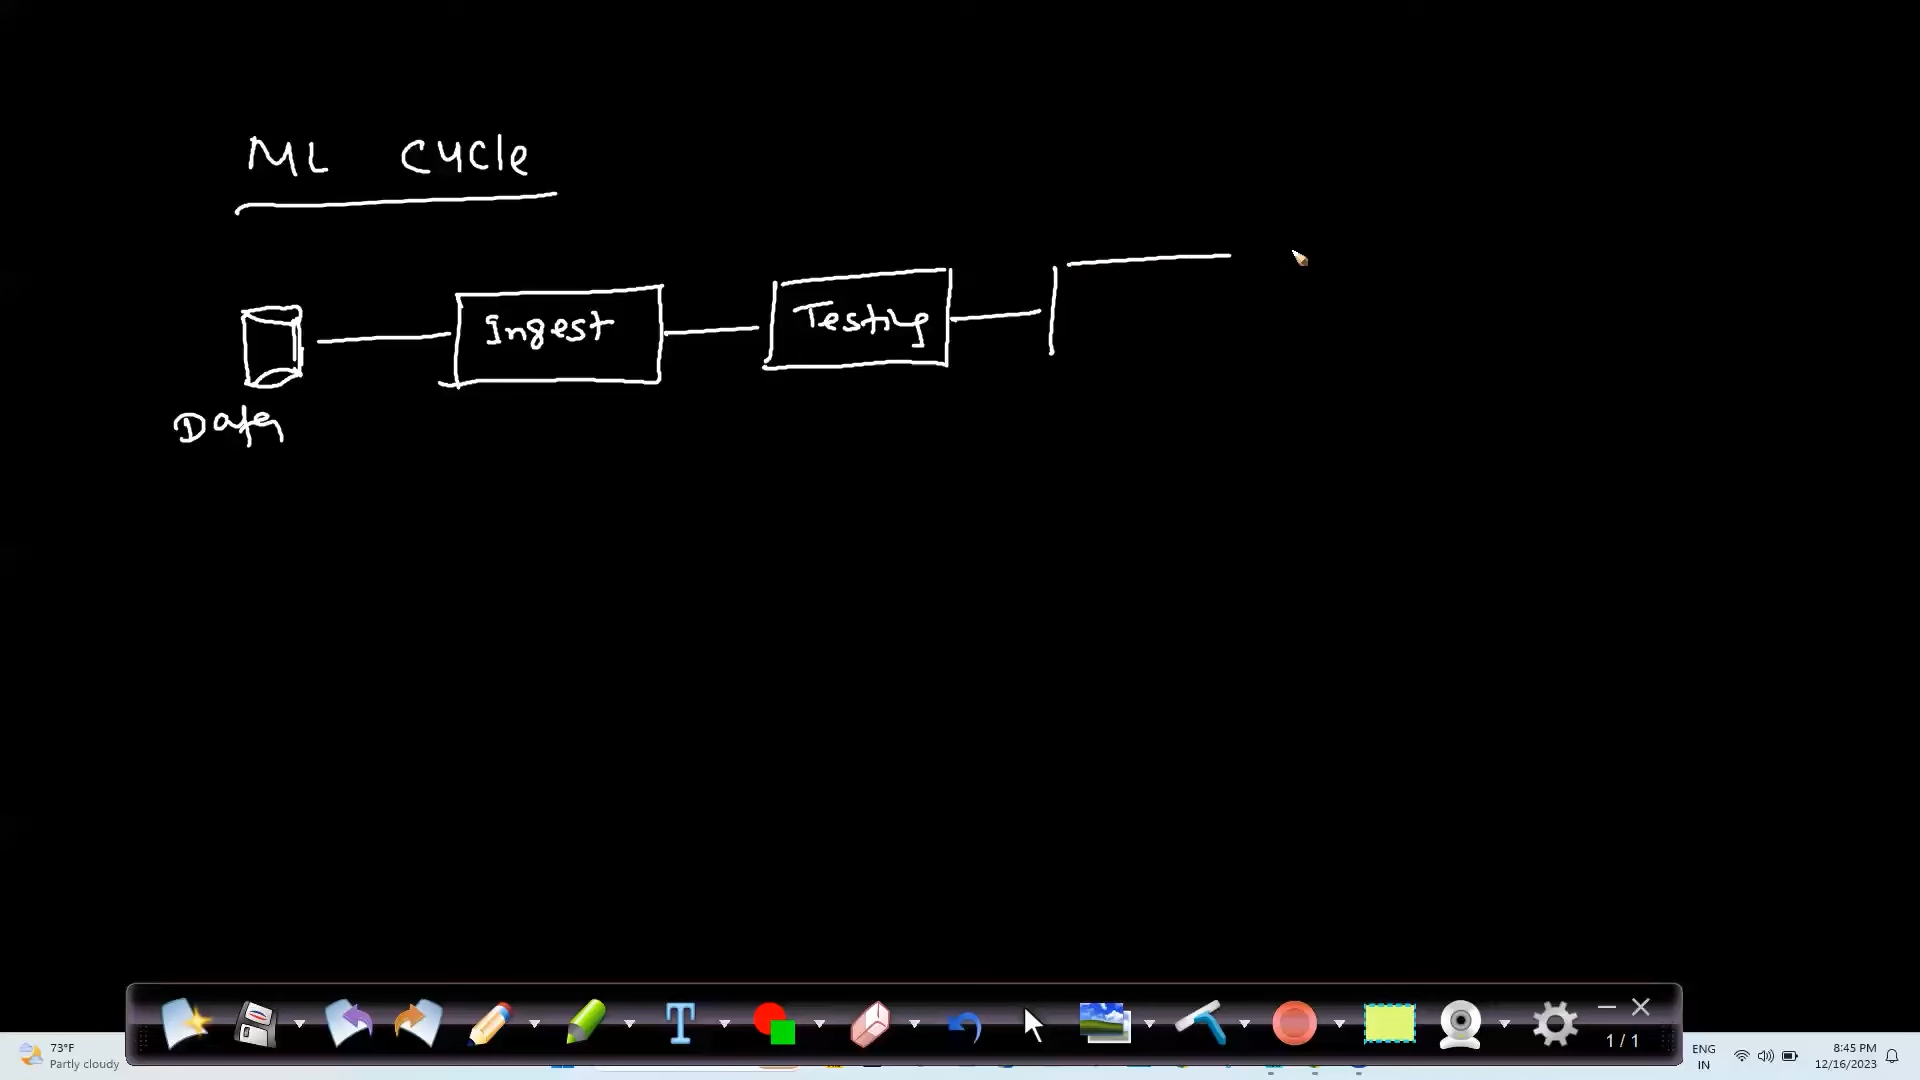 ML Cycle
Ingest
Testing
Data
1 / 1
73°F
Partly cloudy
ENG
IN
8:45 PM
12/16/2023